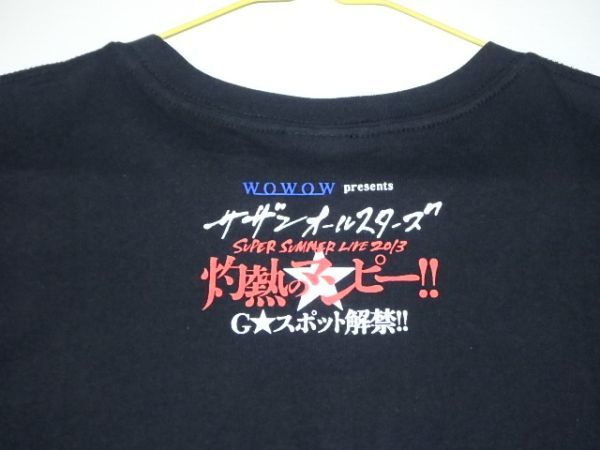 WOWOW presents
サザンオールスターズ
SUPER SUMMER LIVE 2013
灼熱のマンピー!!
G★スポット解禁!!